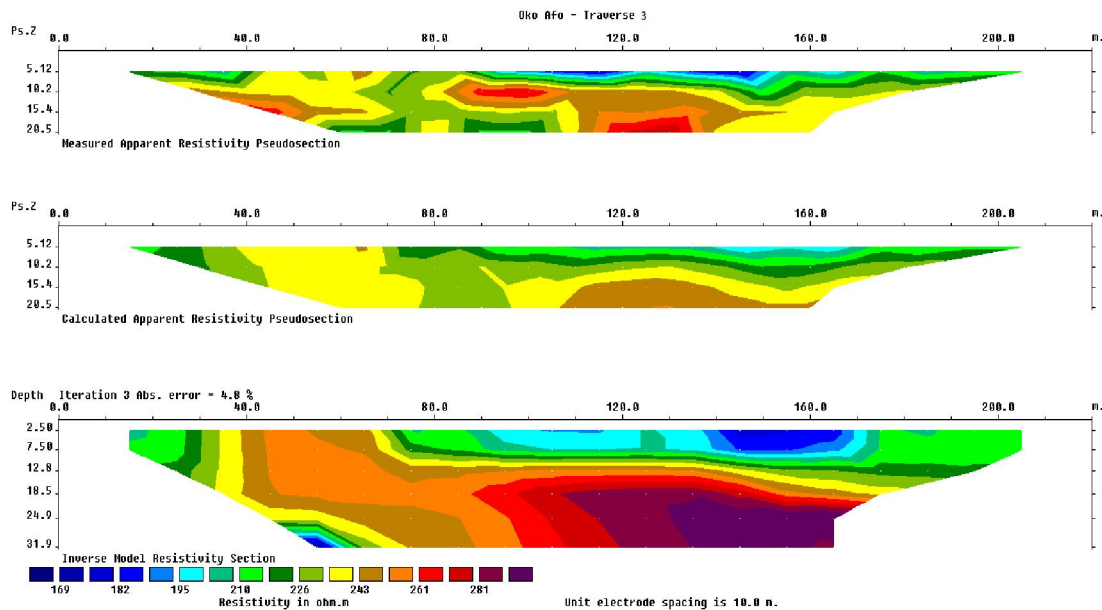 Oko Afo - Traverse 3
Ps.Z 0.0 40.0 80.0 120.0 160.0 200.0 m.
5.12
10.2
15.4
20.5
Measured Apparent Resistivity Pseudosection
Ps.Z 0.0 40.0 80.0 120.0 160.0 200.0 m.
5.12
10.2
15.4
20.5
Calculated Apparent Resistivity Pseudosection
Depth Iteration 3 Abs. error = 4.8 %
0.0 40.0 80.0 120.0 160.0 200.0 m.
2.50
7.50
12.8
18.5
24.9
31.9
Inverse Model Resistivity Section
169 182 195 210 226 243 261 281
Resistivity in ohm.m Unit electrode spacing is 10.0 m.